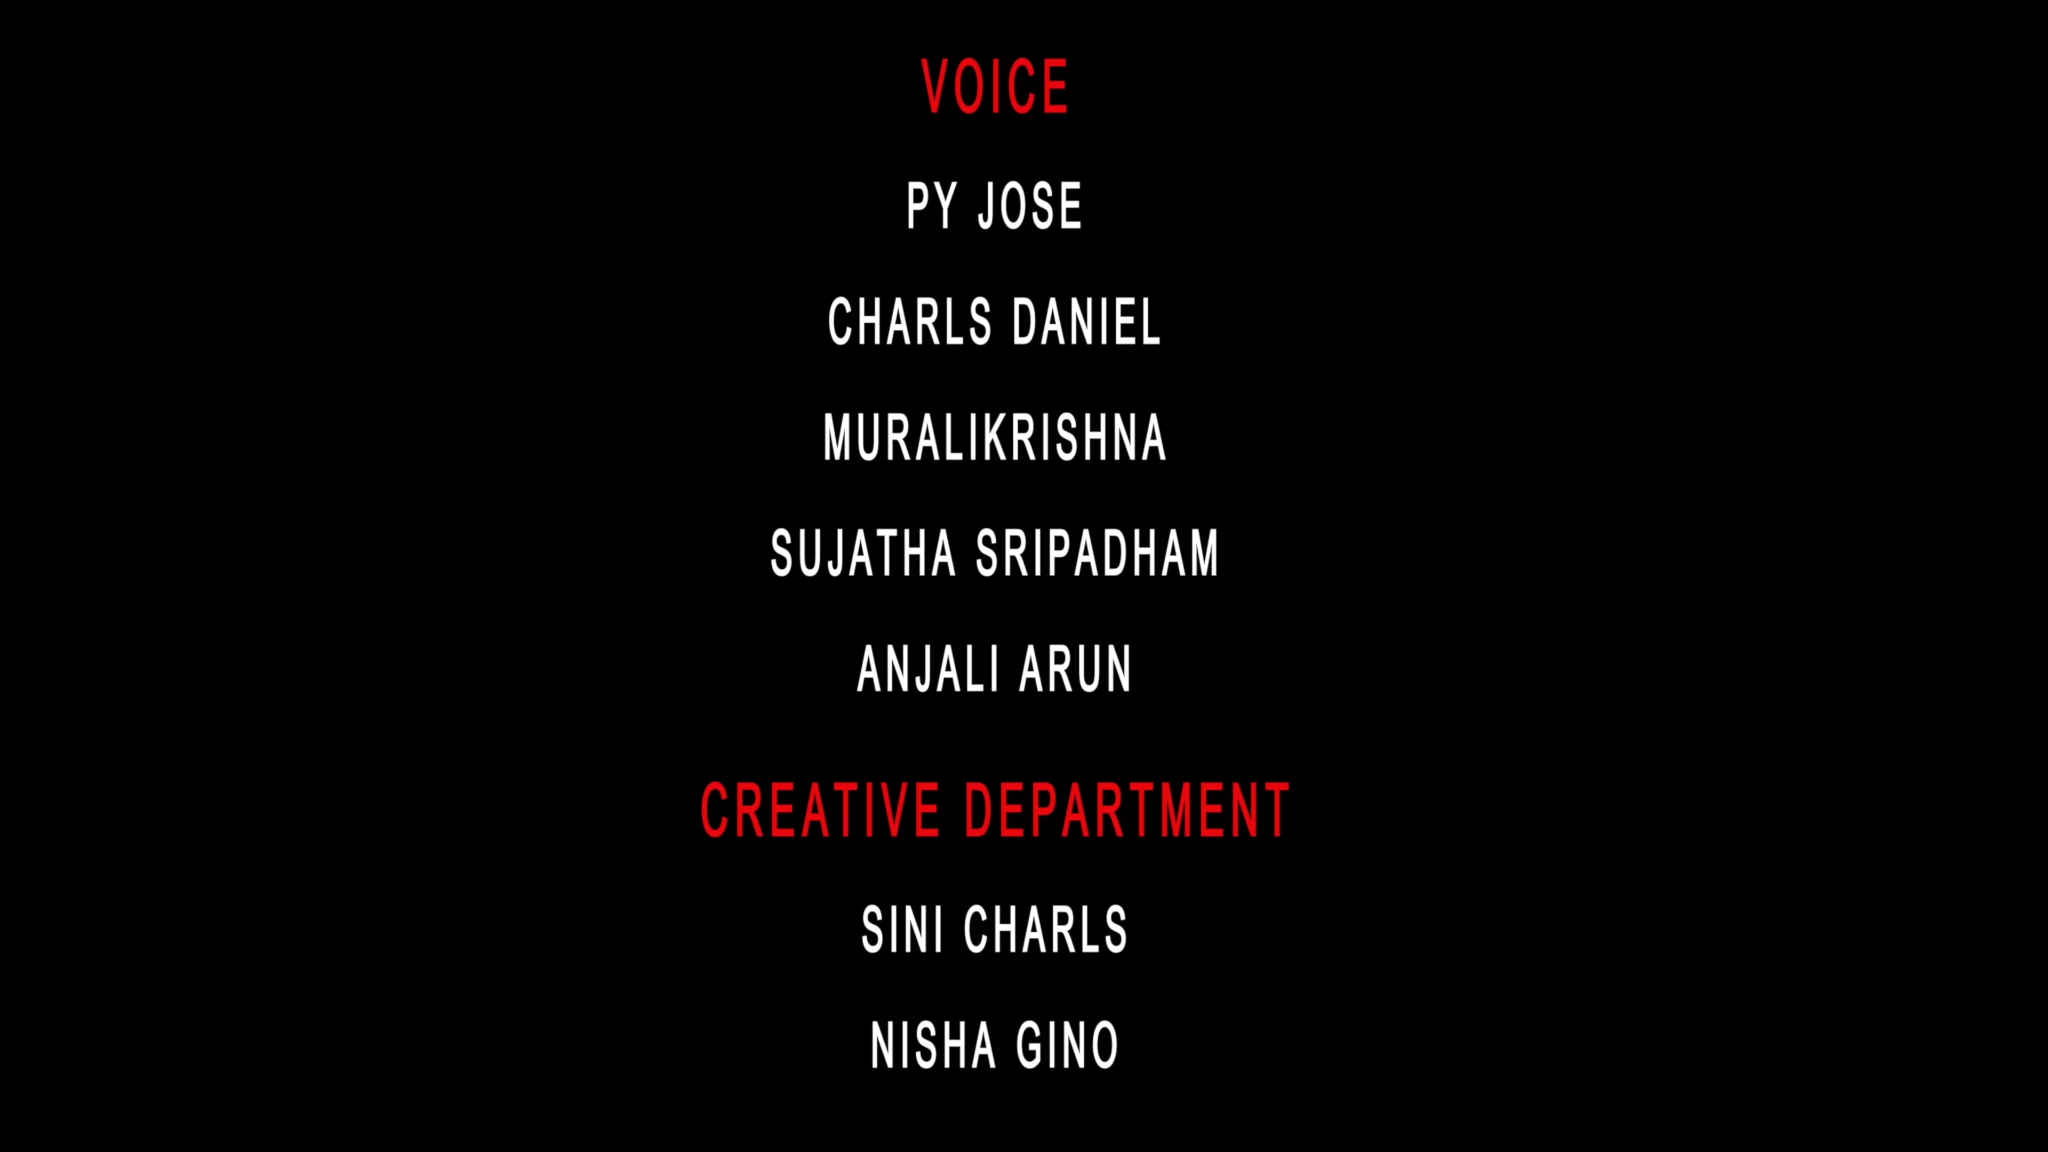 VOICE
PY JOSE
CHARLS DANIEL
MURALIKRISHNA
SUJATHA SRIPADHAM
ANJALI ARUN
CREATIVE DEPARTMENT
SINI CHARLS
NISHA GINO